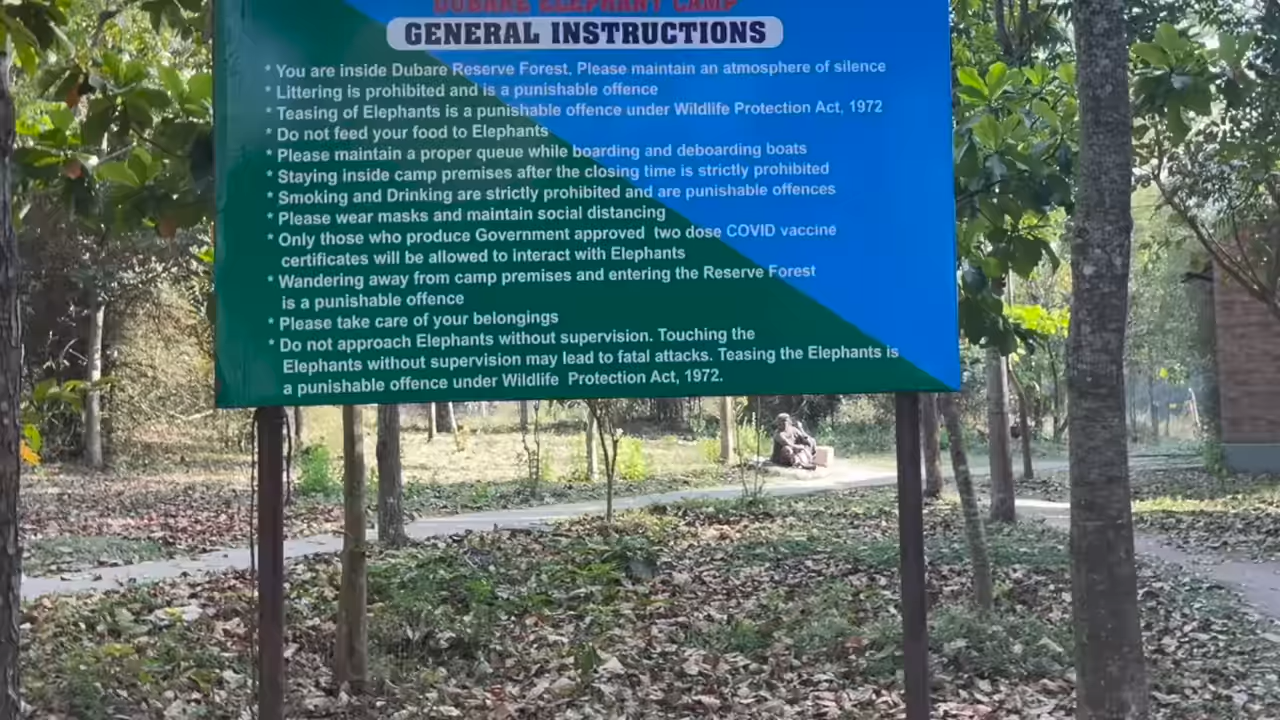 DUBARE ELEPHANT CAMP
GENERAL INSTRUCTIONS
* You are inside Dubare Reserve Forest. Please maintain an atmosphere of silence
* Littering is prohibited and is a punishable offence
* Teasing of Elephants is a punishable offence under Wildlife Protection Act, 1972
* Do not feed your food to Elephants
* Please maintain a proper queue while boarding and deboarding boats
* Staying inside camp premises after the closing time is strictly prohibited
* Smoking and Drinking are strictly prohibited and are punishable offences
* Please wear masks and maintain social distancing
* Only those who produce Government approved two dose COVID vaccine
certificates will be allowed to interact with Elephants
* Wandering away from camp premises and entering the Reserve Forest
is a punishable offence
* Please take care of your belongings
* Do not approach Elephants without supervision. Touching the
Elephants without supervision may lead to fatal attacks. Teasing the Elephants is
a punishable offence under Wildlife Protection Act, 1972.